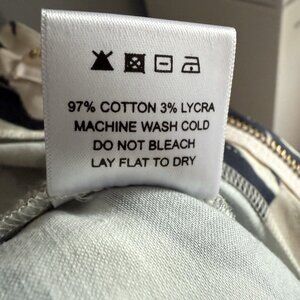 97% COTTON 3% LYCRA
MACHINE WASH COLD
DO NOT BLEACH
LAY FLAT TO DRY